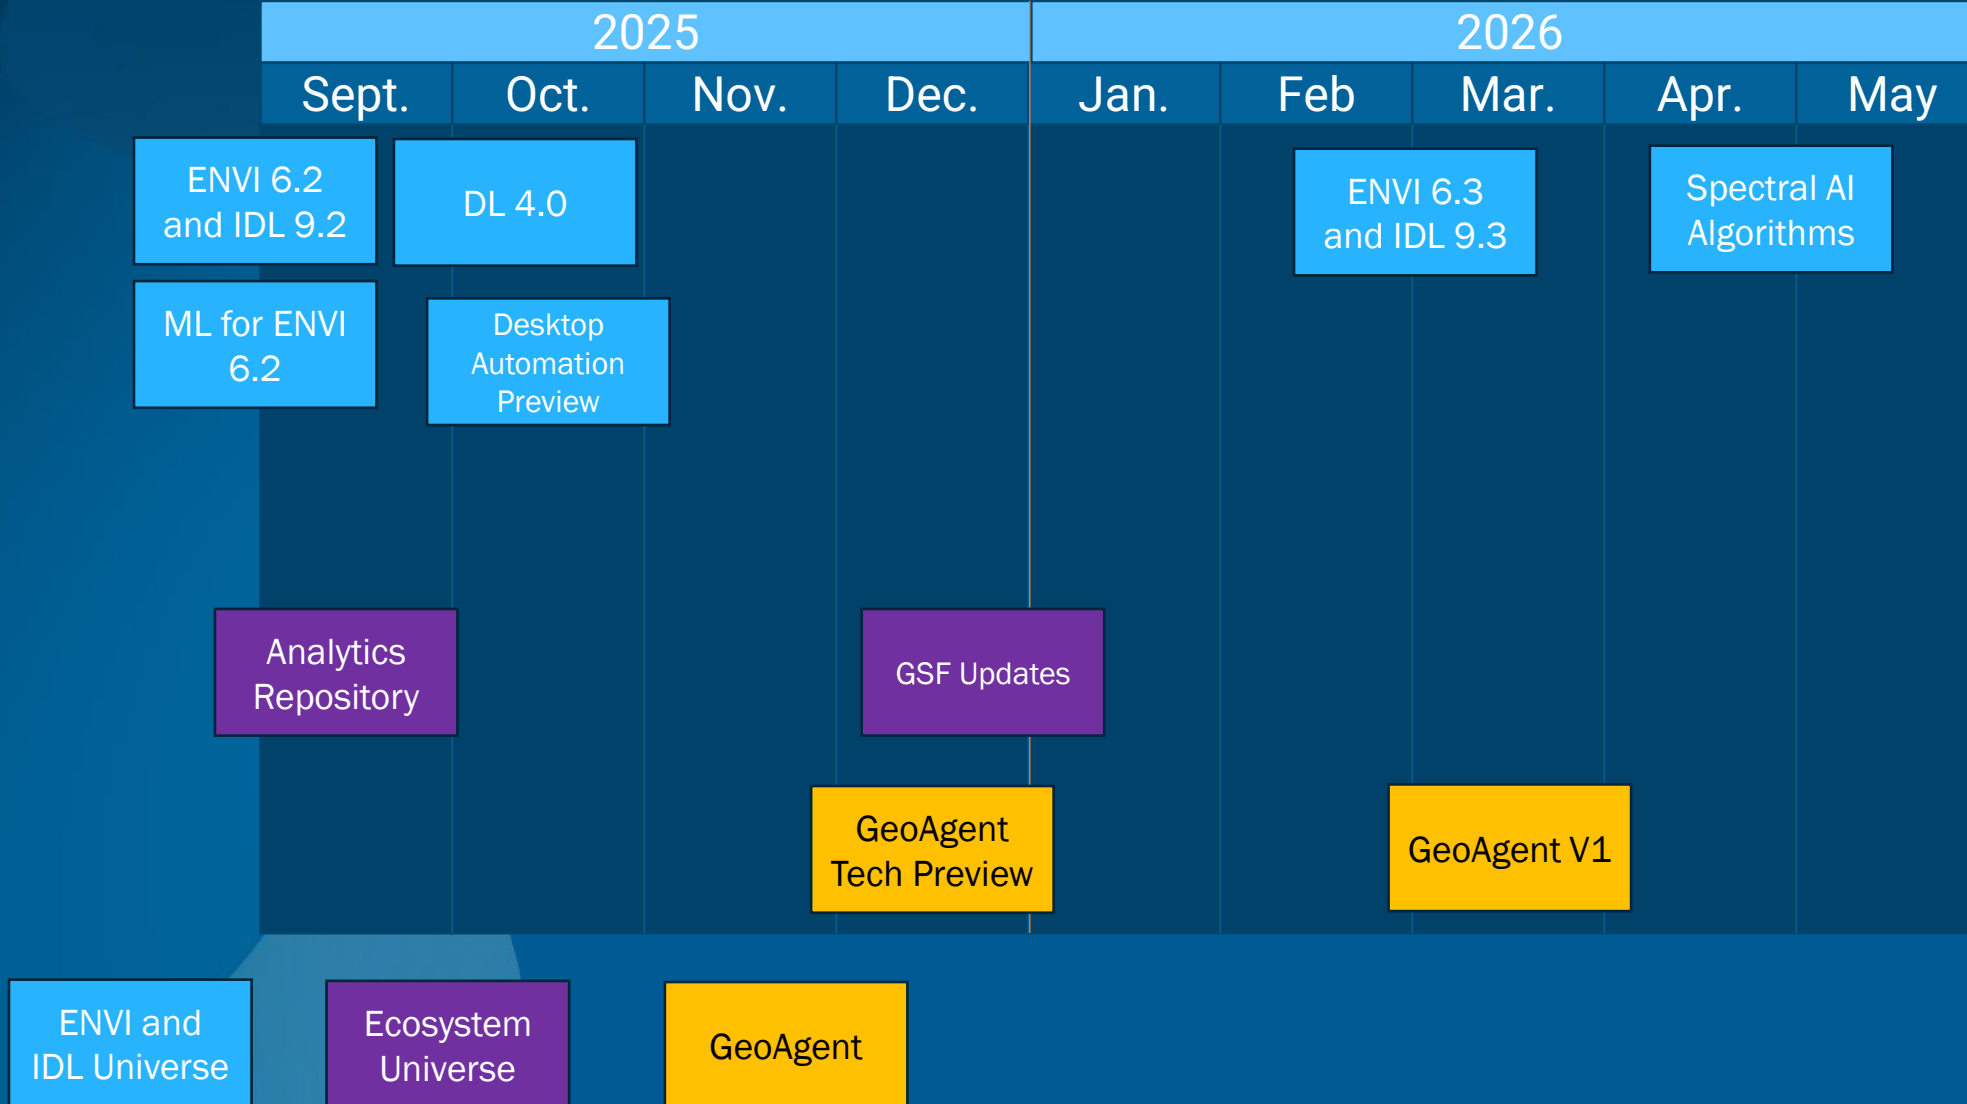 2025
2026
Sept.
Oct.
Nov.
Dec.
Jan.
Feb
Mar.
Apr.
May
ENVI 6.2
and IDL 9.2
DL 4.0
ENVI 6.3
and IDL 9.3
Spectral AI
Algorithms
ML for ENVI
6.2
Desktop
Automation
Preview
Analytics
Repository
GSF Updates
GeoAgent
Tech Preview
GeoAgent V1
ENVI and
IDL Universe
Ecosystem
Universe
GeoAgent